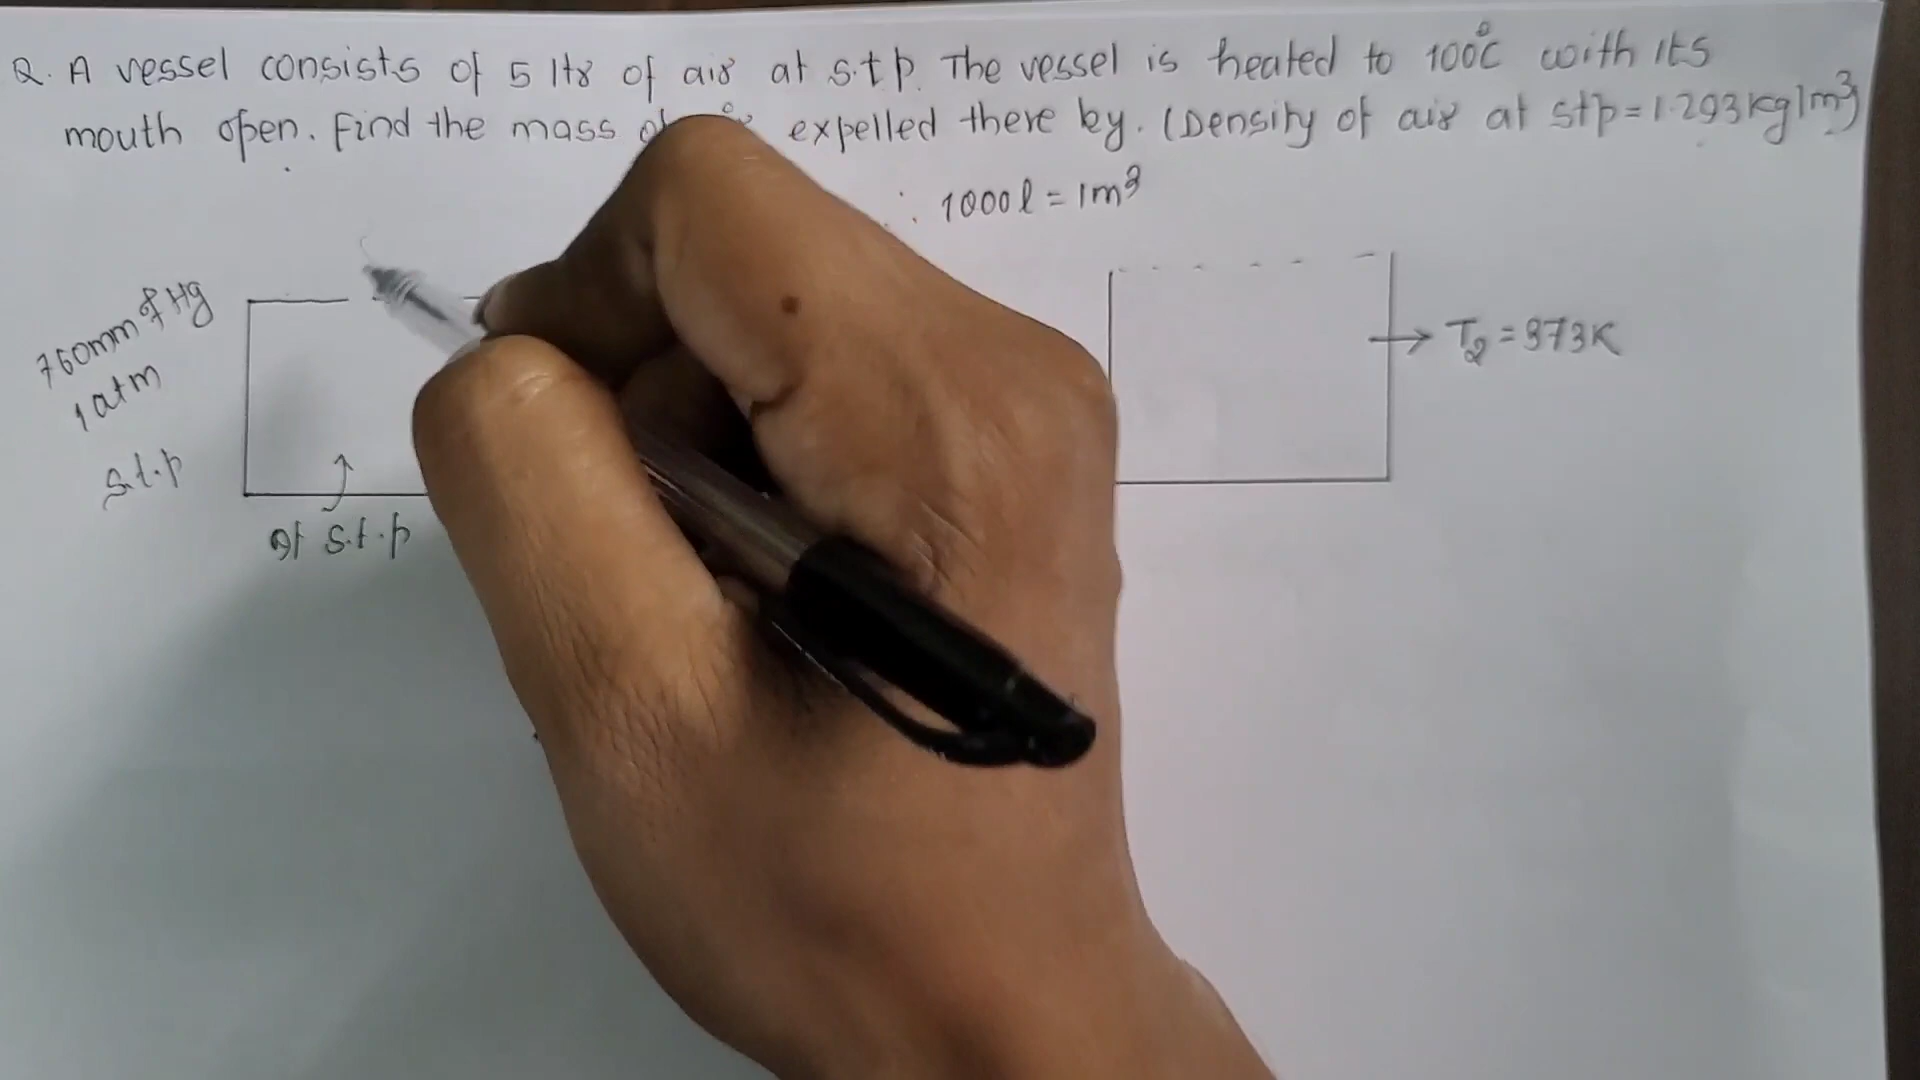 Q. A vessel consists of 5 ltr of air at s.t.p. The vessel is heated to 100°C with its
mouth open. Find the mass expelled there by. (Density of air at stp = 1.293 kg/m³)
∴ 1000 l = 1m³
760mm of Hg
1 atm
s.t.p
at s.t.p
T₂ = 373K